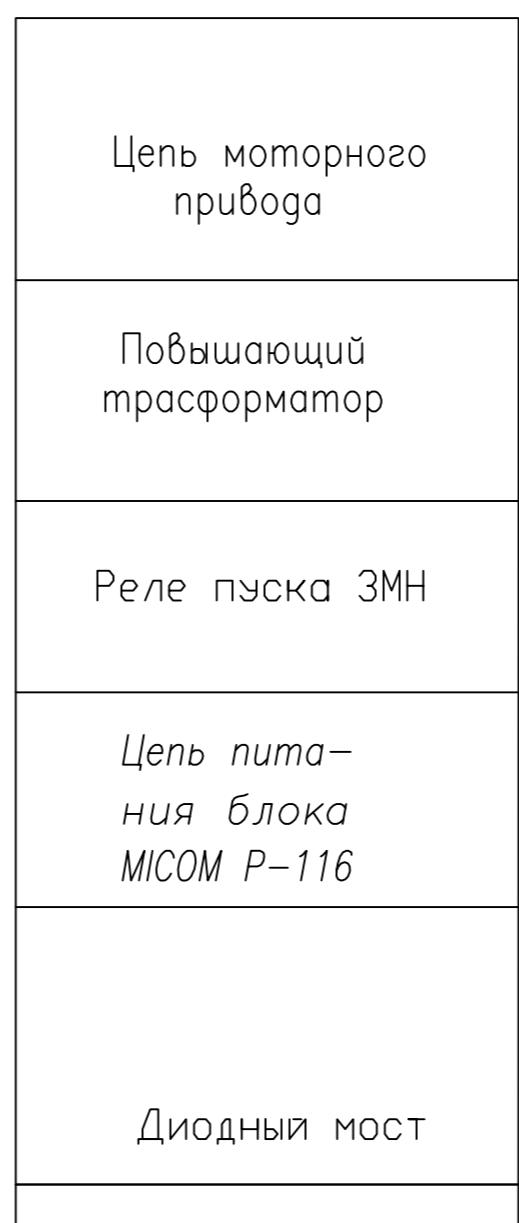 Цепь моторного
привода
Повышающий
трасформатор
Реле пуска ЗМН
Цепь пита-
ния блока
MICOM P-116
Диодный мост